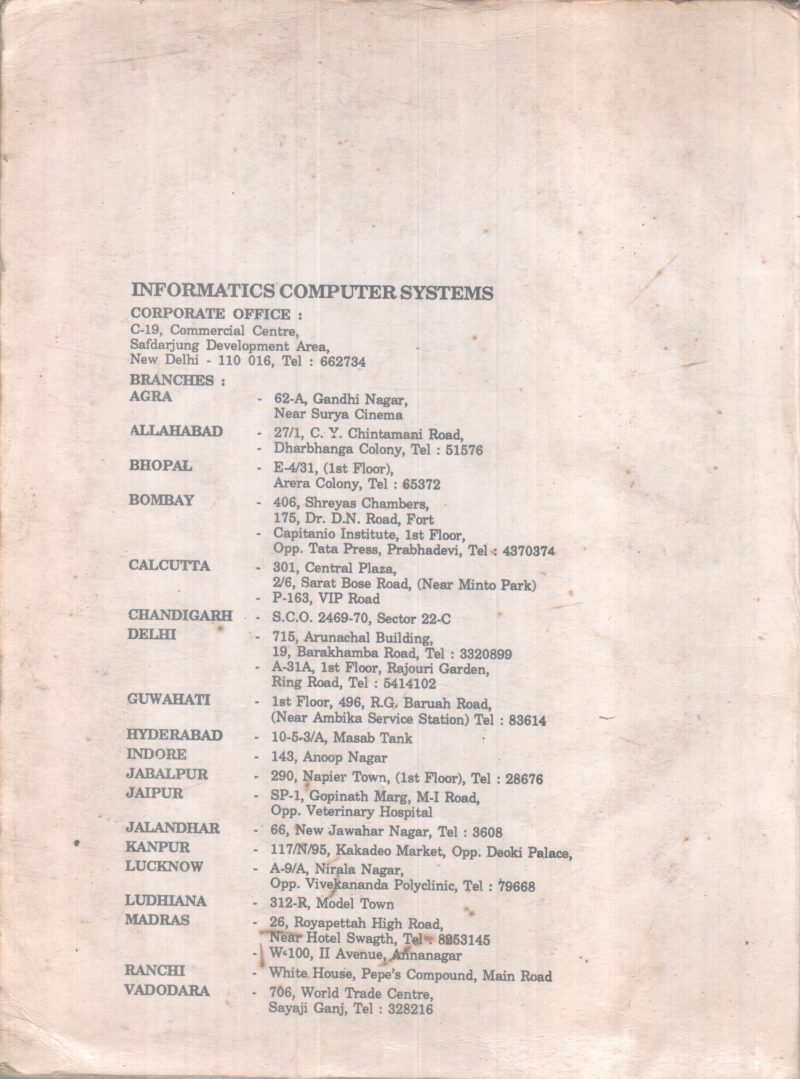 INFORMATICS COMPUTER SYSTEMS
CORPORATE OFFICE :
C-19, Commercial Centre,
Safdarjung Development Area,
New Delhi - 110 016, Tel : 662734
BRANCHES :
AGRA - 62-A, Gandhi Nagar,
Near Surya Cinema
ALLAHABAD - 27/1, C. Y. Chintamani Road,
- Dharbhanga Colony, Tel : 51576
BHOPAL - E-4/31, (1st Floor),
Arera Colony, Tel : 65372
BOMBAY - 406, Shreyas Chambers,
175, Dr. D.N. Road, Fort
- Capitanio Institute, 1st Floor,
Opp. Tata Press, Prabhadevi, Tel : 4370374
CALCUTTA - 301, Central Plaza,
2/6, Sarat Bose Road, (Near Minto Park)
- P-163, VIP Road
CHANDIGARH - S.C.O. 2469-70, Sector 22-C
DELHI - 715, Arunachal Building,
19, Barakhamba Road, Tel : 3320899
- A-31A, 1st Floor, Rajouri Garden,
Ring Road, Tel : 5414102
GUWAHATI - 1st Floor, 496, R.G. Baruah Road,
(Near Ambika Service Station) Tel : 83614
HYDERABAD - 10-5-3/A, Masab Tank
INDORE - 143, Anoop Nagar
JABALPUR - 290, Napier Town, (1st Floor), Tel : 28676
JAIPUR - SP-1, Gopinath Marg, M-I Road,
Opp. Veterinary Hospital
JALANDHAR - 66, New Jawahar Nagar, Tel : 3608
KANPUR - 117/N/95, Kakadeo Market, Opp. Deoki Palace,
LUCKNOW - A-9/A, Nirala Nagar,
Opp. Vivekananda Polyclinic, Tel : 79668
LUDHIANA - 312-R, Model Town
MADRAS - 26, Royapettah High Road,
Near Hotel Swagth, Tel : 8253145
- W-100, II Avenue, Annanagar
RANCHI - White House, Pepe's Compound, Main Road
VADODARA - 706, World Trade Centre,
Sayaji Ganj, Tel : 328216